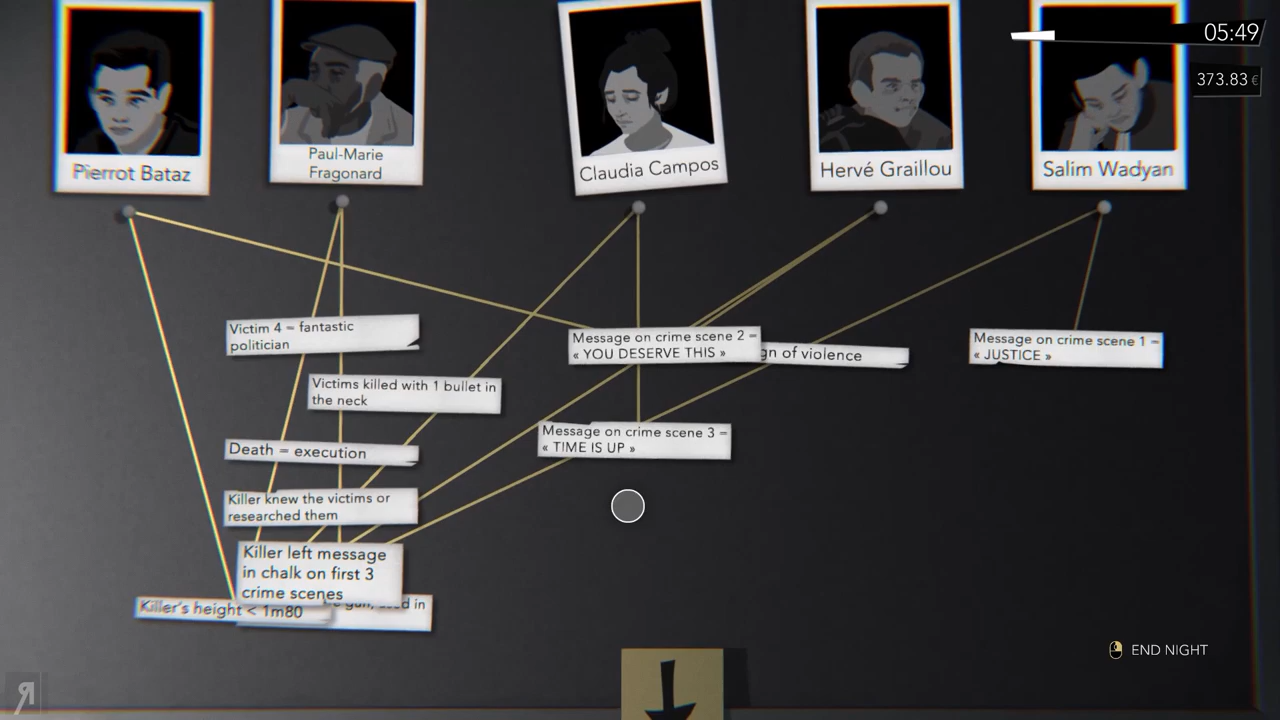 05:49
373.83 €
Pierrot Bataz
Paul-Marie
Fragonard
Claudia Campos
Hervé Graillou
Salim Wadyan
Victim 4 = fantastic
politician
Message on crime scene 2 =
« YOU DESERVE THIS »
of violence
Message on crime scene 1 =
« JUSTICE »
Victims killed with 1 bullet in
the neck
Message on crime scene 3 =
« TIME IS UP »
Death = execution
Killer knew the victims or
researched them
Killer left message
in chalk on first 3
crime scenes
Killer's height < 1m80
gun, used in
END NIGHT